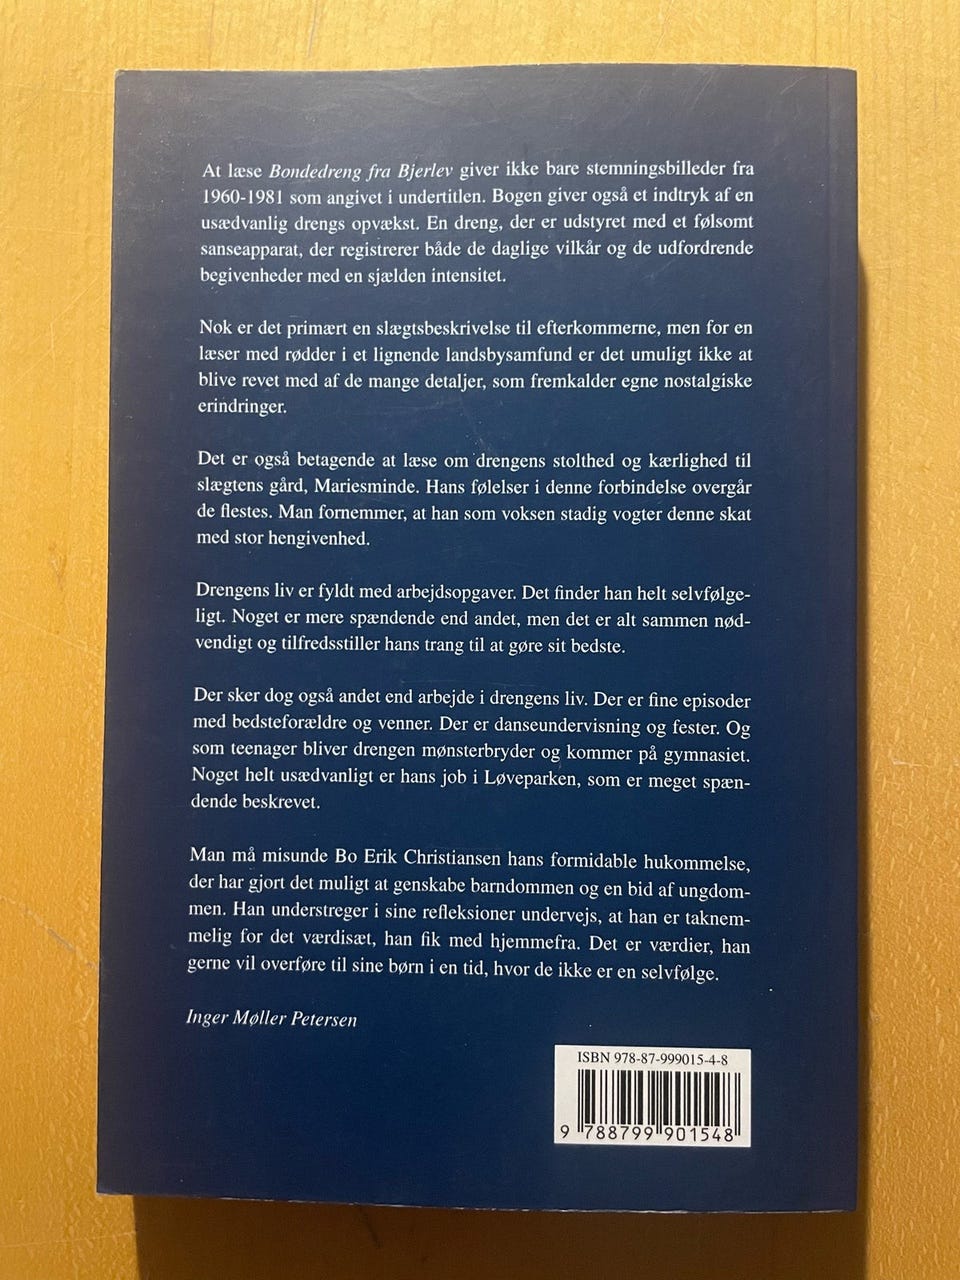 At læse Bondedreng fra Bjerlev giver ikke bare stemningsbilleder fra
1960-1981 som angivet i undertitlen. Bogen giver også et indtryk af en
usædvanlig drengs opvækst. En dreng, der er udstyret med et følsomt
sanseapparat, der registrerer både de daglige vilkår og de udfordrende
begivenheder med en sjælden intensitet.
Nok er det primært en slægtsbeskrivelse til efterkommerne, men for en
læser med rødder i et lignende landsbysamfund er det umuligt ikke at
blive revet med af de mange detaljer, som fremkalder egne nostalgiske
erindringer.
Det er også betagende at læse om drengens stolthed og kærlighed til
slægtens gård, Mariesminde. Hans følelser i denne forbindelse overgår
de flestes. Man fornemmer, at han som voksen stadig vogter denne skat
med stor hengivenhed.
Drengens liv er fyldt med arbejdsopgaver. Det finder han helt selvfølge-
ligt. Noget er mere spændende end andet, men det er alt sammen nød-
vendigt og tilfredsstiller hans trang til at gøre sit bedste.
Der sker dog også andet end arbejde i drengens liv. Der er fine episoder
med bedsteforældre og venner. Der er danseundervisning og fester. Og
som teenager bliver drengen mønsterbryder og kommer på gymnasiet.
Noget helt usædvanligt er hans job i Løveparken, som er meget spæn-
dende beskrevet.
Man må misunde Bo Erik Christiansen hans formidable hukommelse,
der har gjort det muligt at genskabe barndommen og en bid af ungdom-
men. Han understreger i sine refleksioner undervejs, at han er taknem-
melig for det værdisæt, han fik med hjemmefra. Det er værdier, han
gerne vil overføre til sine børn i en tid, hvor de ikke er en selvfølge.
Inger Møller Petersen
ISBN 978-87-999015-4-8
9 788799 901548